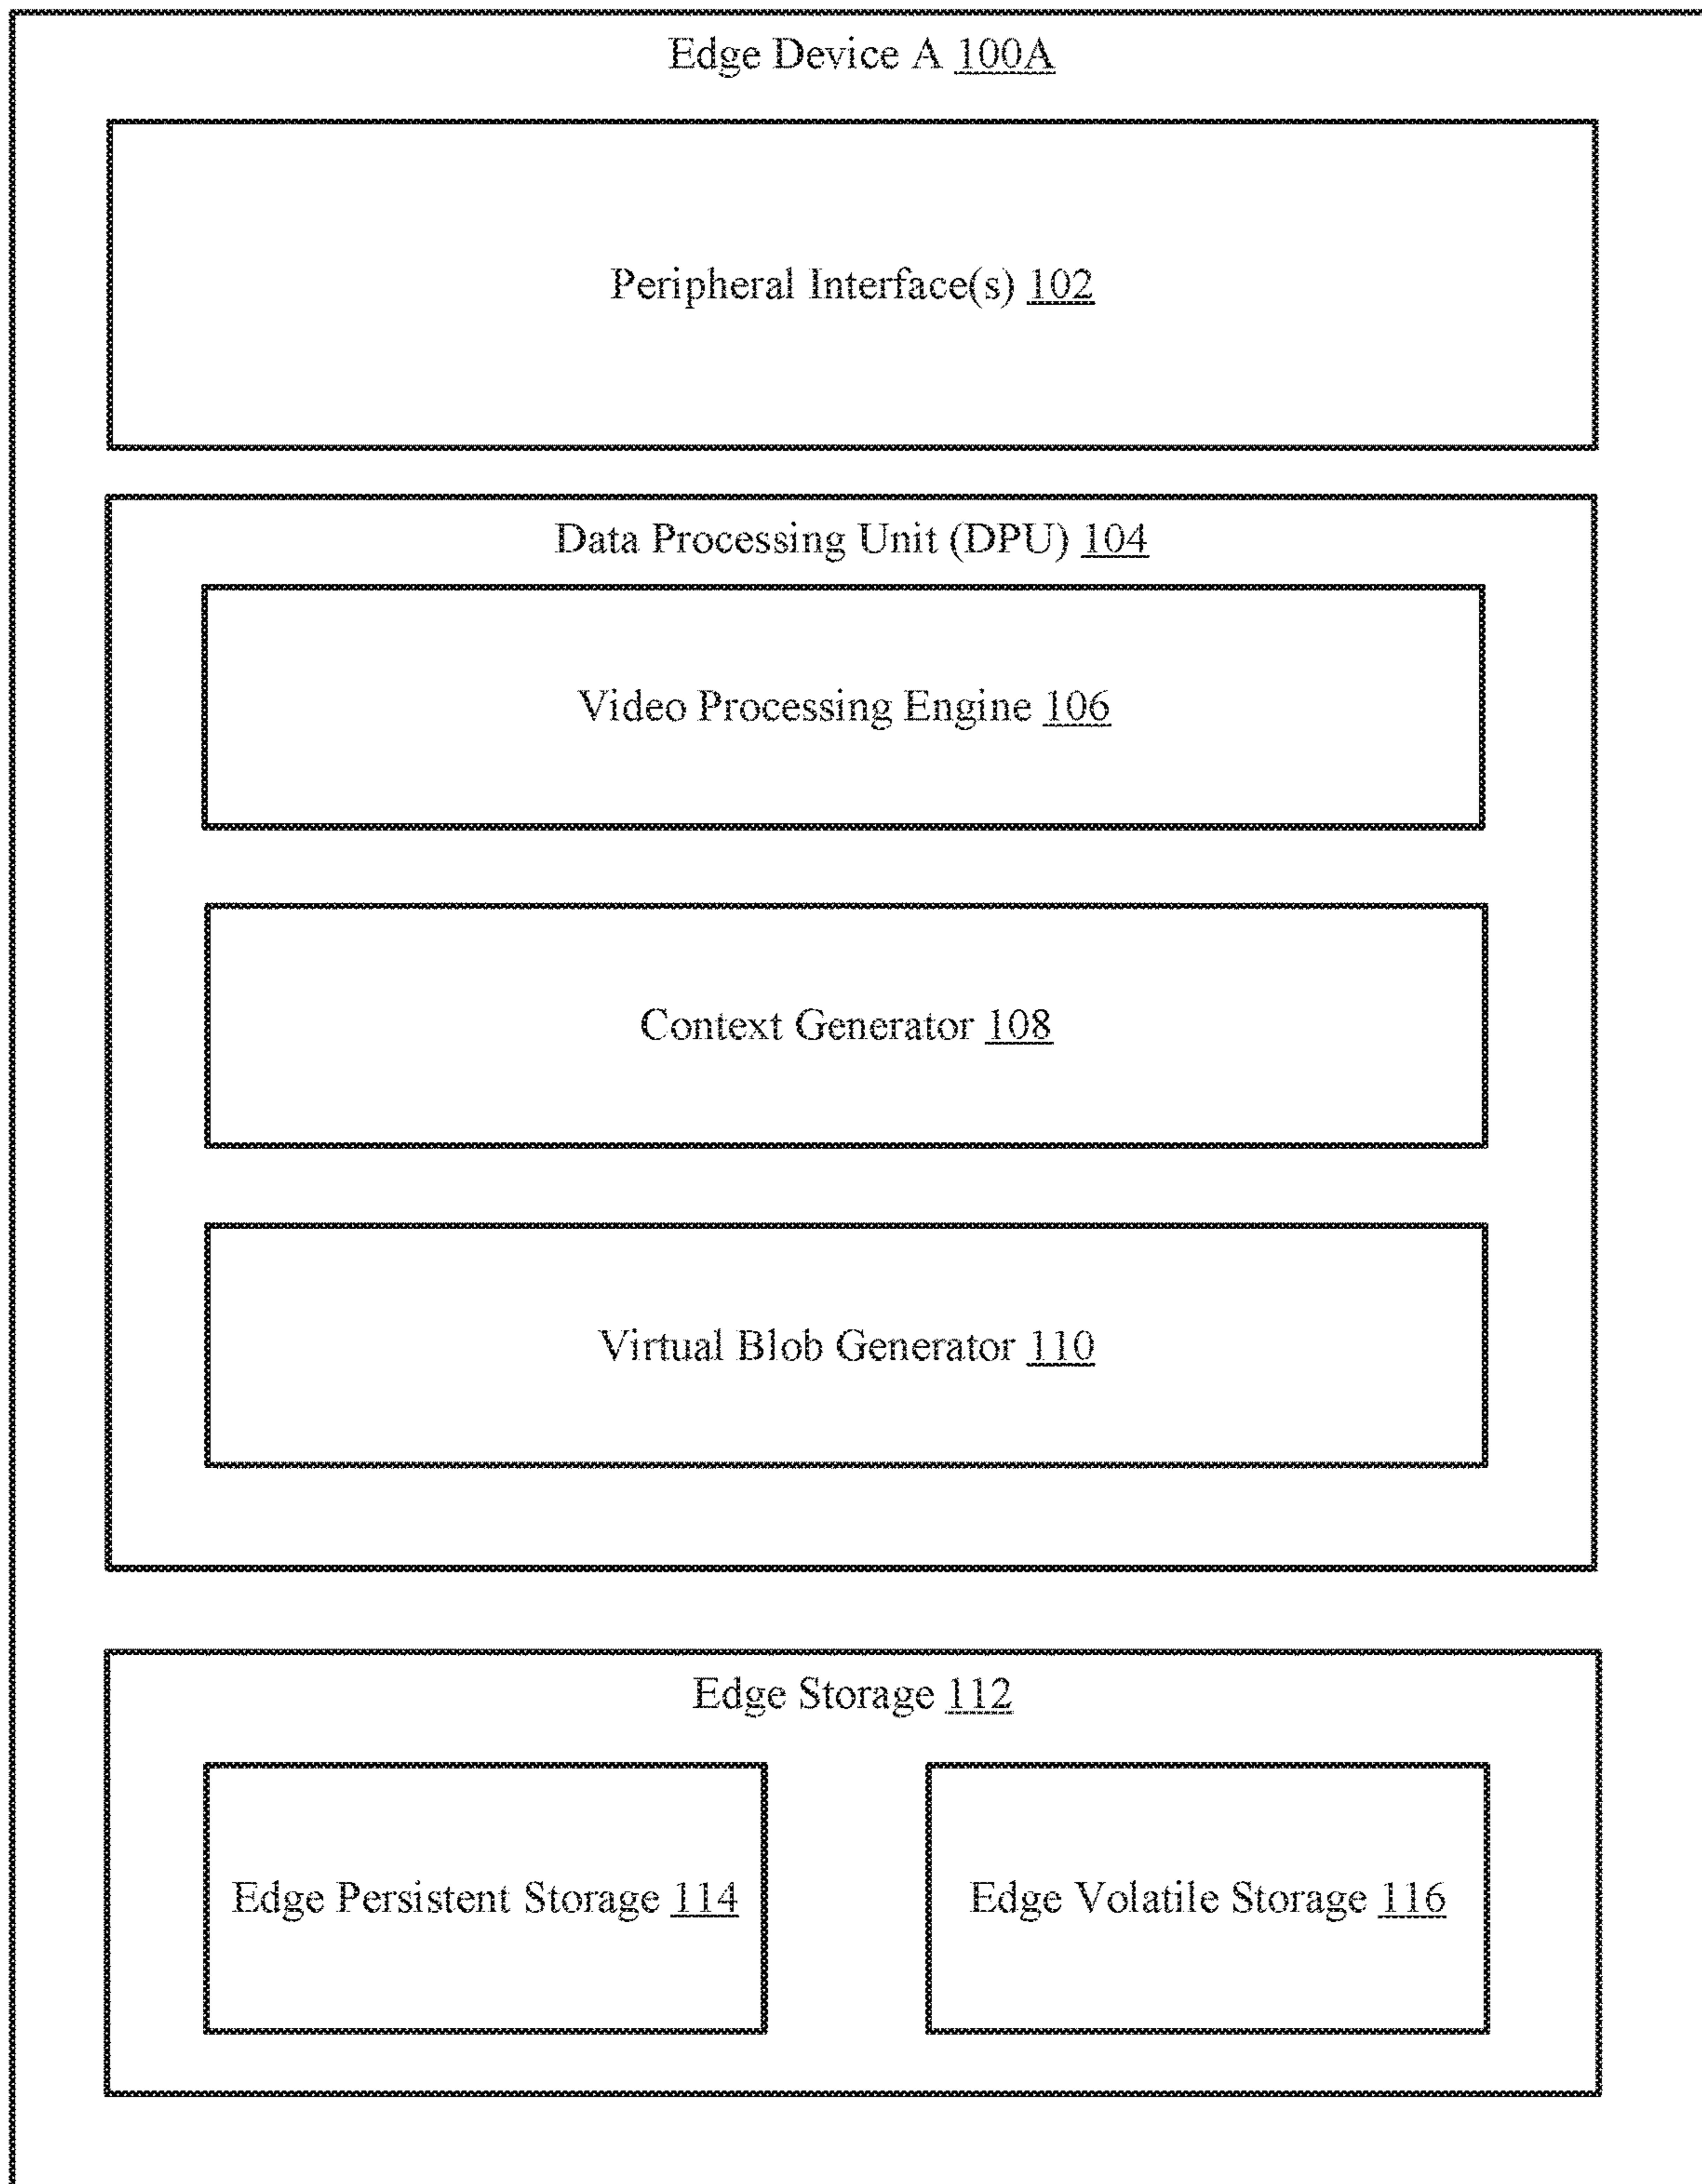 Edge Device A 100A
Peripheral Interface(s) 102
Data Processing Unit (DPU) 104
Video Processing Engine 106
Context Generator 108
Virtual Blob Generator 110
Edge Storage 112
Edge Persistent Storage 114
Edge Volatile Storage 116